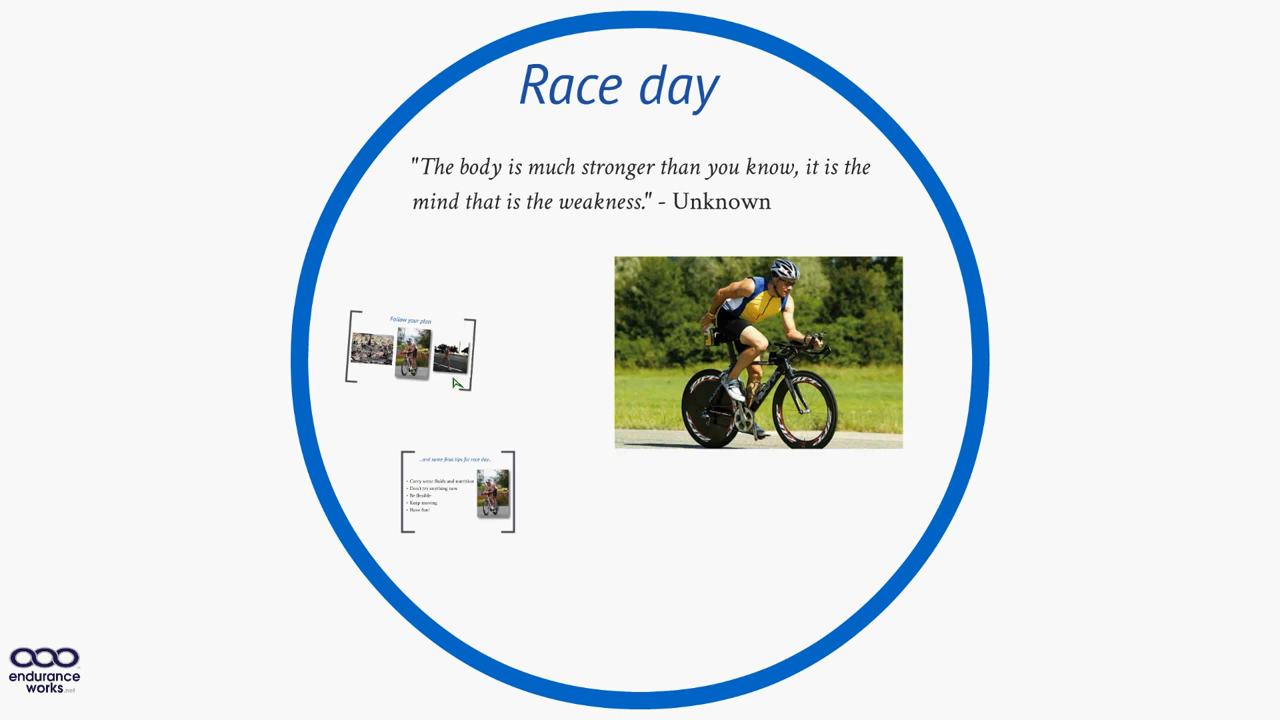 Race day
"The body is much stronger than you know, it is the
mind that is the weakness." - Unknown
Follow your plan
...and some final tips for race day...
• Carry some fluids and nutrition
• Don't try anything new
• Be flexible
• Keep moving
• Have fun!
endurance
works.net